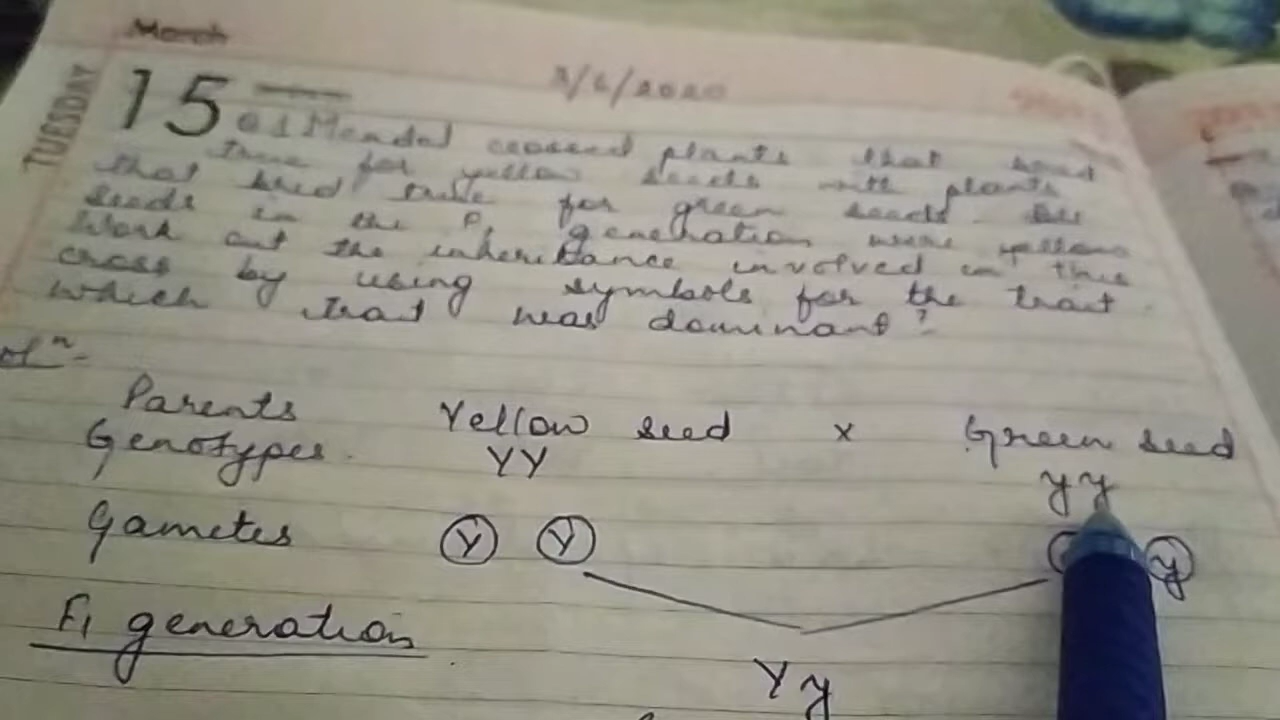 March
TUESDAY
15
3/6/2020
Q1 Mendel crossed plants that bred
true for yellow seeds with plants
that bred true for green seeds. All
seeds in the F1 generation were yellow
Work out the inheritance involved in this
cross by using symbols for the trait.
which trait was dominant?
Soln-
Parents Yellow seed x Green seed
Genotypes. YY yy
Gametes Y Y y
F1 generation
Yy